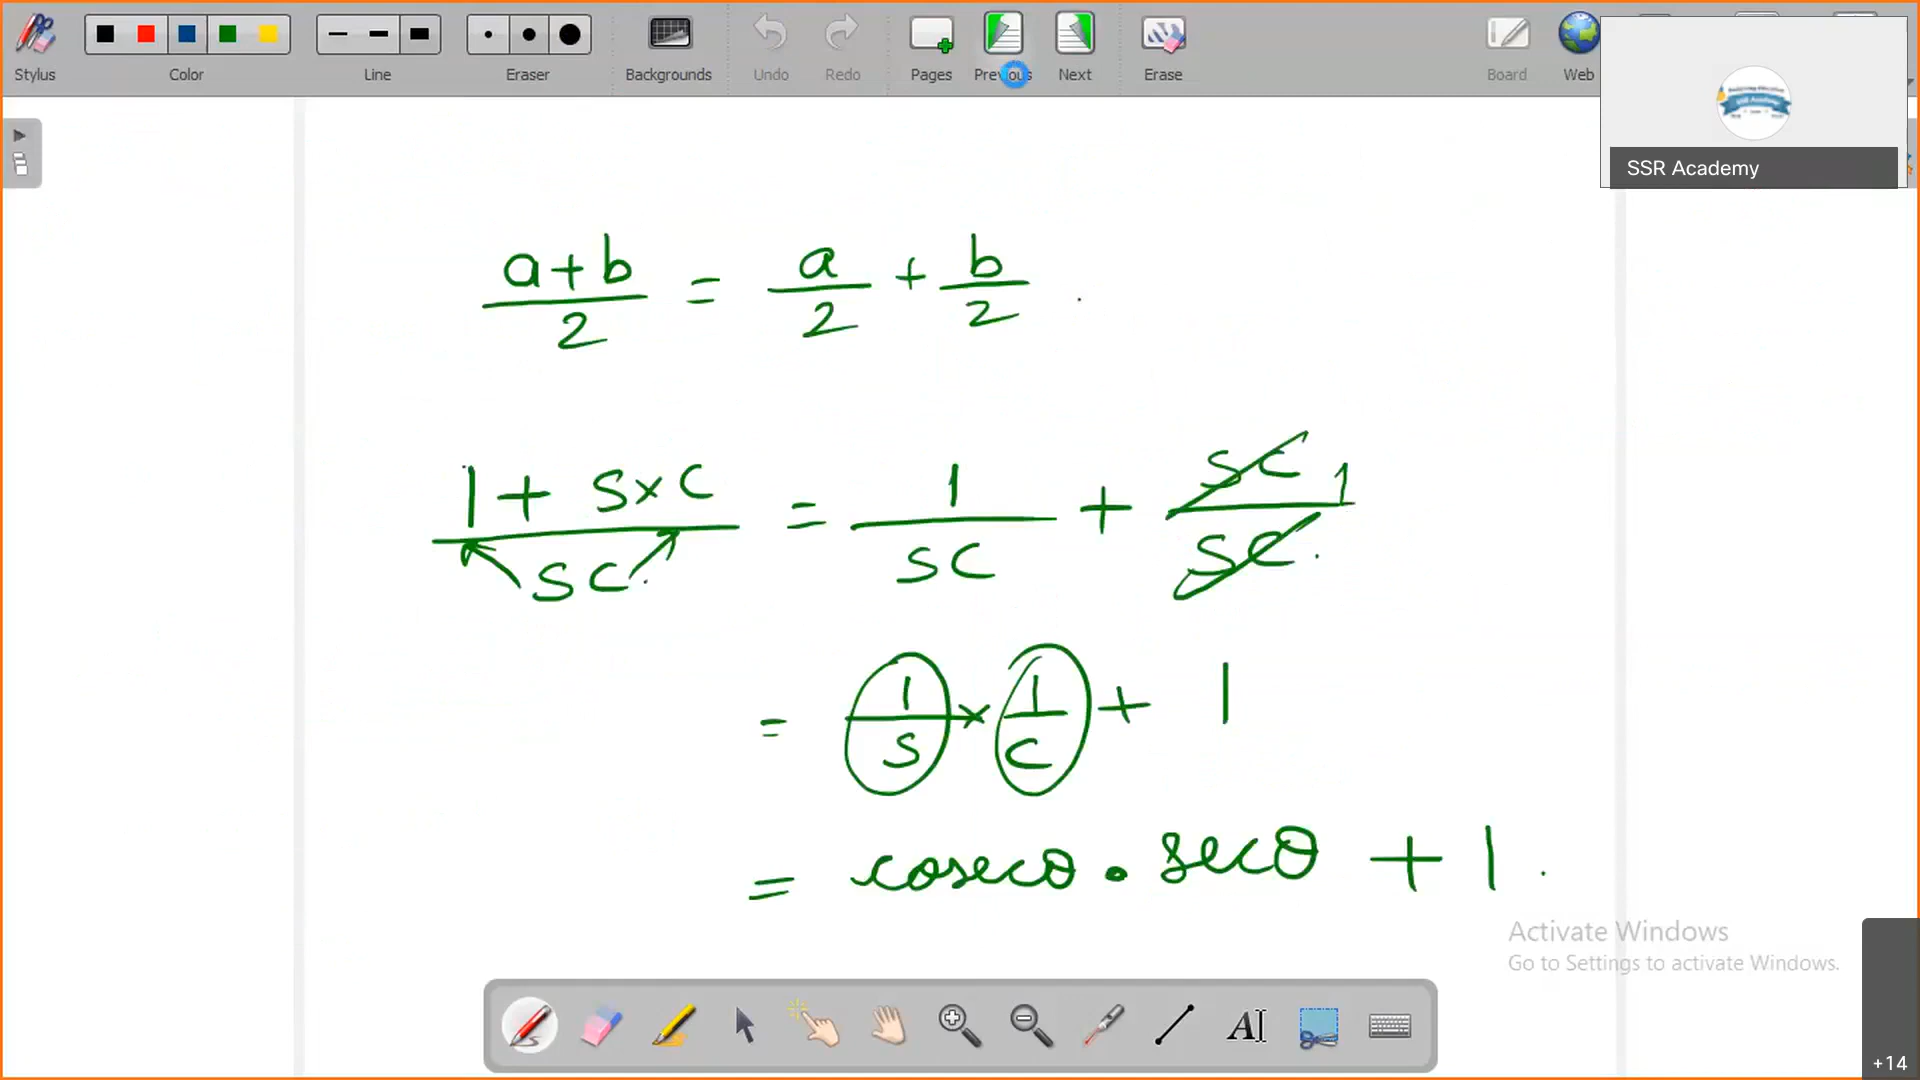 Stylus Color Line Eraser Backgrounds Undo Redo Pages Previous Next Erase Board Web
SSR Academy
a+b/2 = a/2 + b/2 .
1 + s×c/sc = 1/sc + sc/sc 1
= 1/s × 1/c + 1
= cosecθ . secθ + 1 .
Activate Windows
Go to Settings to activate Windows.
AI
+14